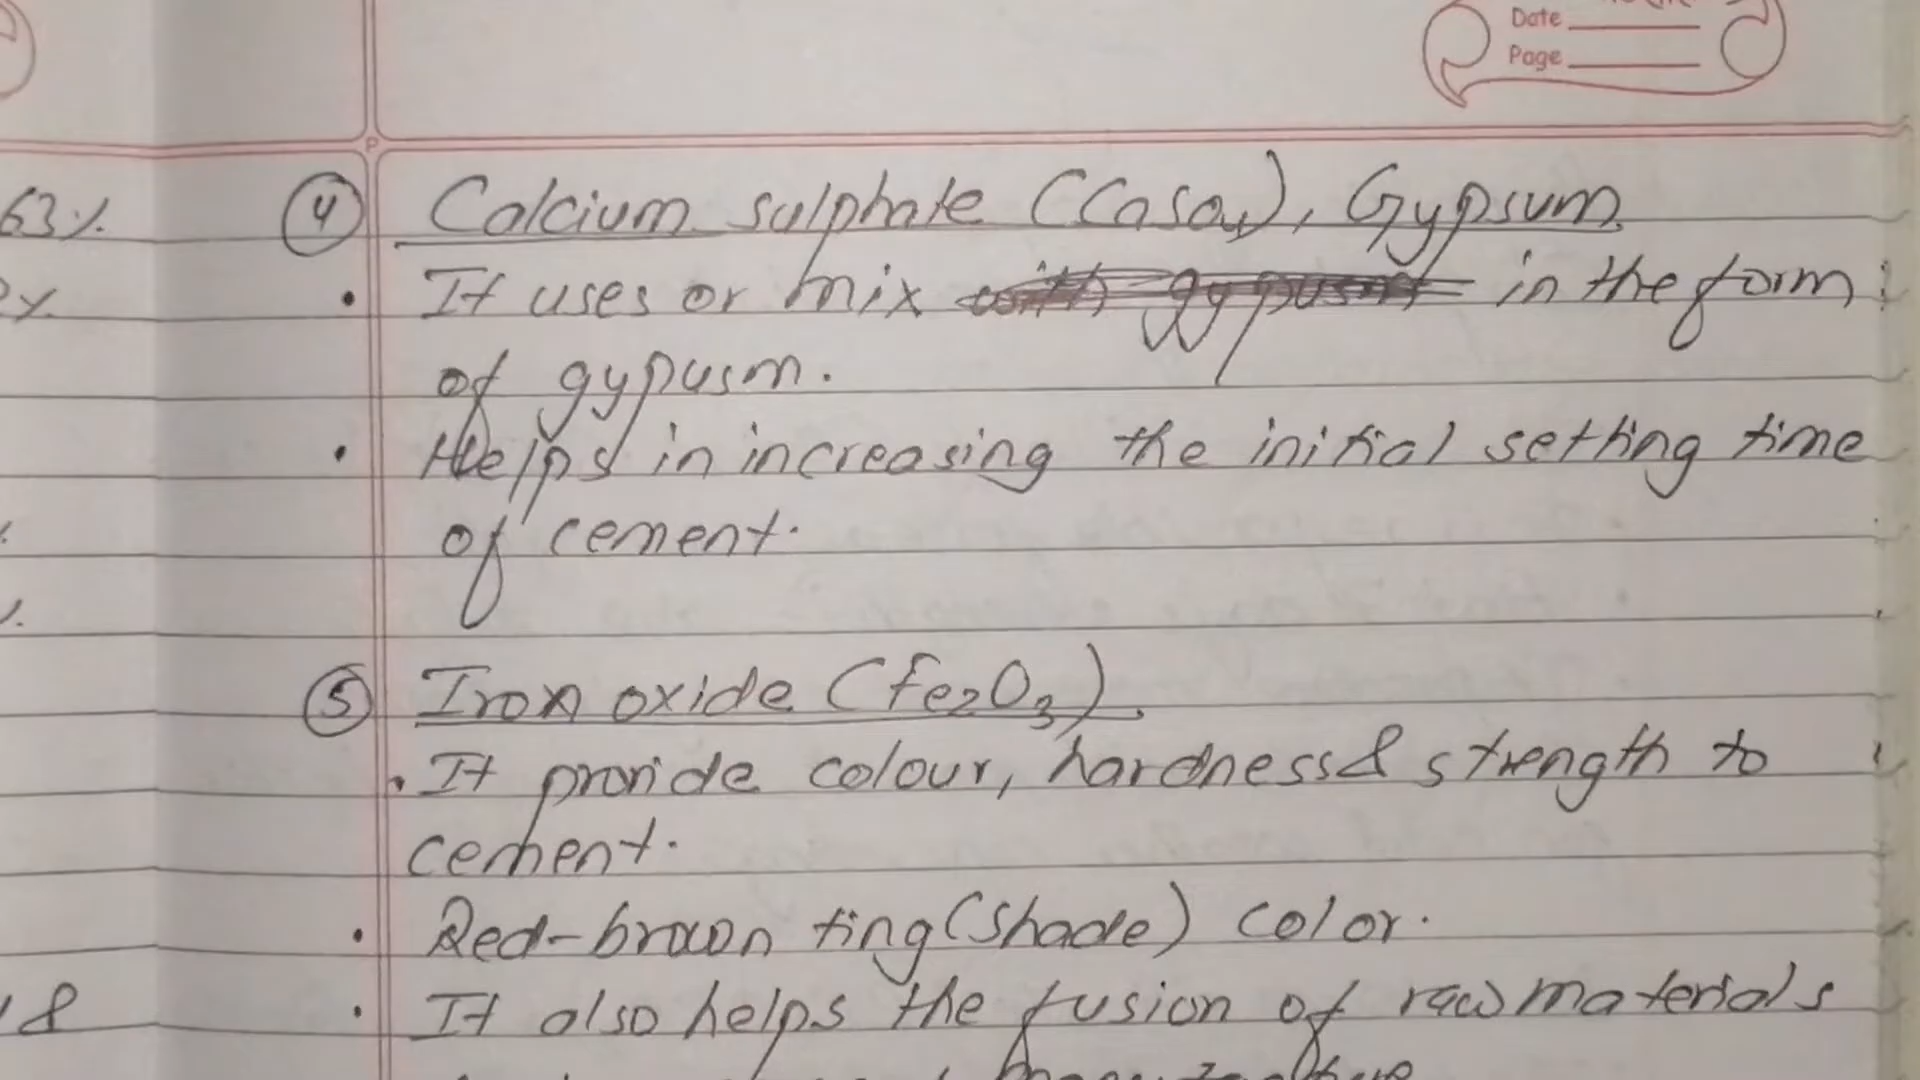 Date
Page
63%
④ Calcium sulphate (CaSO4), Gypsum
• It uses or mix with gypusm in the form
of gypusm.
• Helps in increasing the initial setting time
of cement.
⑤ Iron oxide (Fe2O3).
• It provide colour, hardness & strength to
cement.
• Red-brown ting (Shade) color.
• It also helps the fusion of raw materials
&